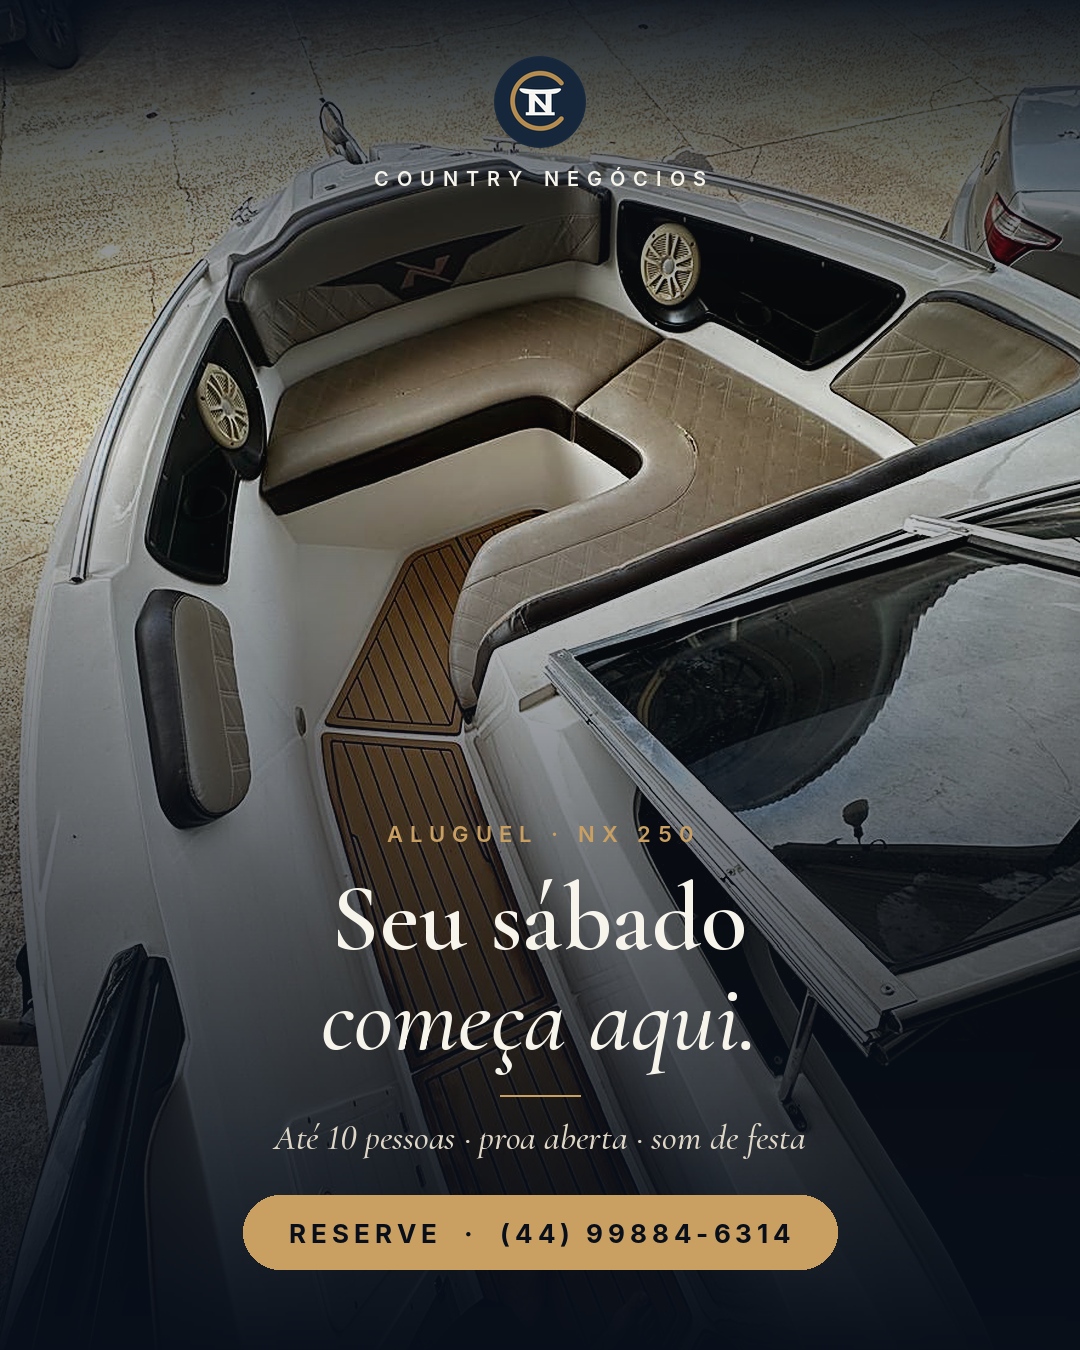 CN
COUNTRY NEGÓCIOS
N
ALUGUEL · NX 250
Seu sábado
começa aqui.
Até 10 pessoas · proa aberta · som de festa
RESERVE · (44) 99884-6314